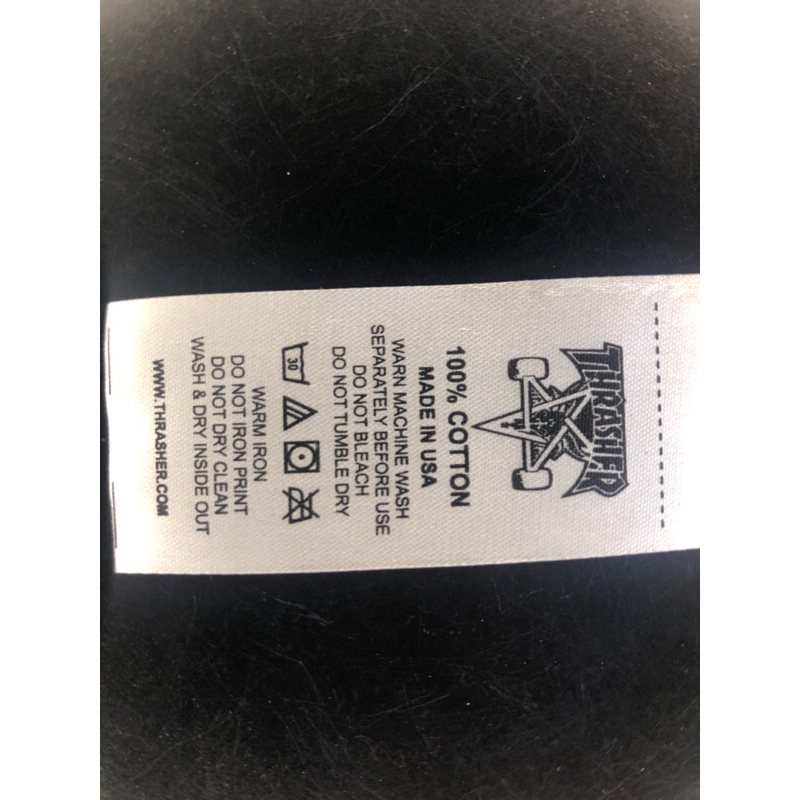 THRASHER
100% COTTON
MADE IN USA
WARN MACHINE WASH
SEPARATELY BEFORE USE
DO NOT BLEACH
DO NOT TUMBLE DRY
30
WARM IRON
DO NOT IRON PRINT
DO NOT DRY CLEAN
WASH & DRY INSIDE OUT
WWW.THRASHER.COM